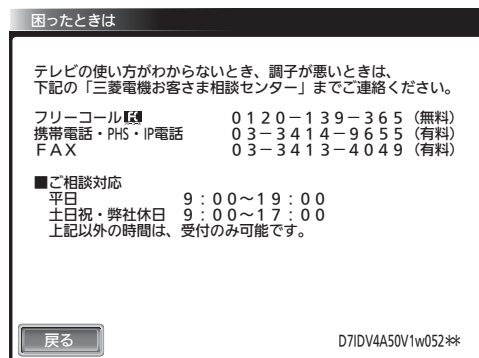 困ったときは
テレビの使い方がわからないとき、調子が悪いときは、
下記の「三菱電機お客さま相談センター」までご連絡ください。
フリーコール 0120－139－365（無料）
携帯電話・PHS・IP電話 03－3414－9655（有料）
ＦＡＸ 03－3413－4049（有料）
■ご相談対応
平日 9：00～19：00
土日祝・弊社休日 9：00～17：00
上記以外の時間は、受付のみ可能です。
戻る
D7IDV4A50V1w052**